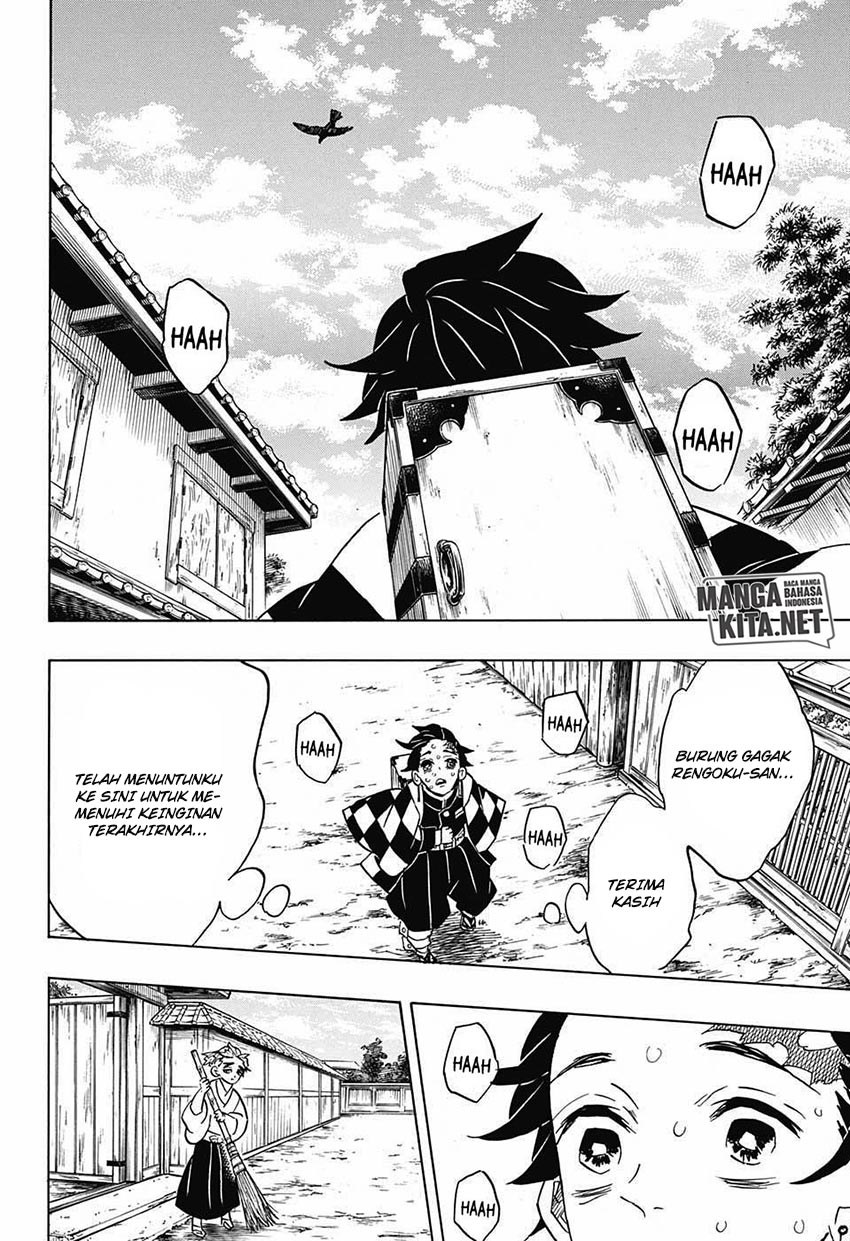 HAAH
HAAH
HAAH
MANGA
KITA.NET
BACA MANGA
BAHASA
INDONESIA
BURUNG GAGAK
RENGOKU-SAN...
TERIMA
KASIH
HAAH
HAAH
HAAH
TELAH MENUNTUNKU
KE SINI UNTUK ME-
MENUHI KEINGINAN
TERAKHIRNYA...
HAAH
HAAH